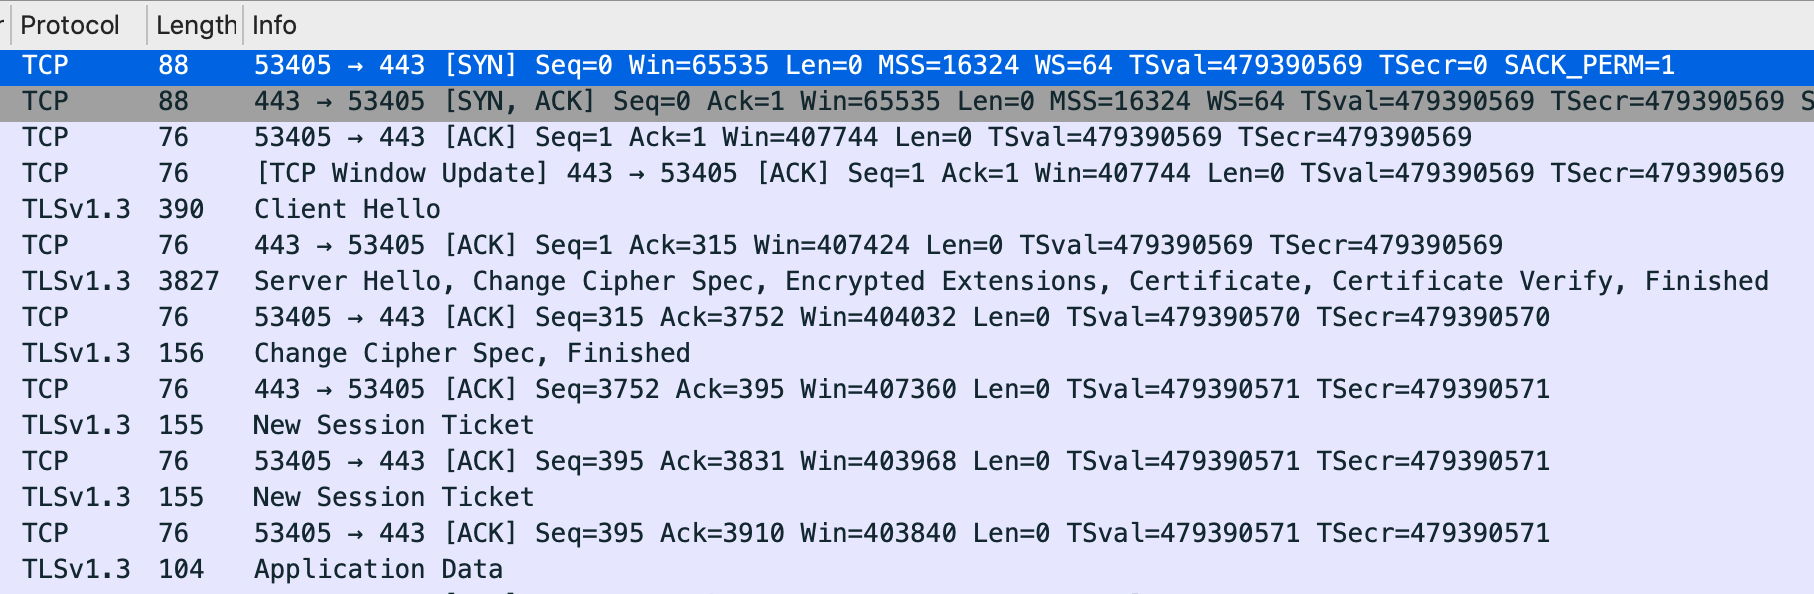 Protocol Length Info
TCP 88 53405 → 443 [SYN] Seq=0 Win=65535 Len=0 MSS=16324 WS=64 TSval=479390569 TSecr=0 SACK_PERM=1
TCP 88 443 → 53405 [SYN, ACK] Seq=0 Ack=1 Win=65535 Len=0 MSS=16324 WS=64 TSval=479390569 TSecr=479390569 S
TCP 76 53405 → 443 [ACK] Seq=1 Ack=1 Win=407744 Len=0 TSval=479390569 TSecr=479390569
TCP 76 [TCP Window Update] 443 → 53405 [ACK] Seq=1 Ack=1 Win=407744 Len=0 TSval=479390569 TSecr=479390569
TLSv1.3 390 Client Hello
TCP 76 443 → 53405 [ACK] Seq=1 Ack=315 Win=407424 Len=0 TSval=479390569 TSecr=479390569
TLSv1.3 3827 Server Hello, Change Cipher Spec, Encrypted Extensions, Certificate, Certificate Verify, Finished
TCP 76 53405 → 443 [ACK] Seq=315 Ack=3752 Win=404032 Len=0 TSval=479390570 TSecr=479390570
TLSv1.3 156 Change Cipher Spec, Finished
TCP 76 443 → 53405 [ACK] Seq=3752 Ack=395 Win=407360 Len=0 TSval=479390571 TSecr=479390571
TLSv1.3 155 New Session Ticket
TCP 76 53405 → 443 [ACK] Seq=395 Ack=3831 Win=403968 Len=0 TSval=479390571 TSecr=479390571
TLSv1.3 155 New Session Ticket
TCP 76 53405 → 443 [ACK] Seq=395 Ack=3910 Win=403840 Len=0 TSval=479390571 TSecr=479390571
TLSv1.3 104 Application Data